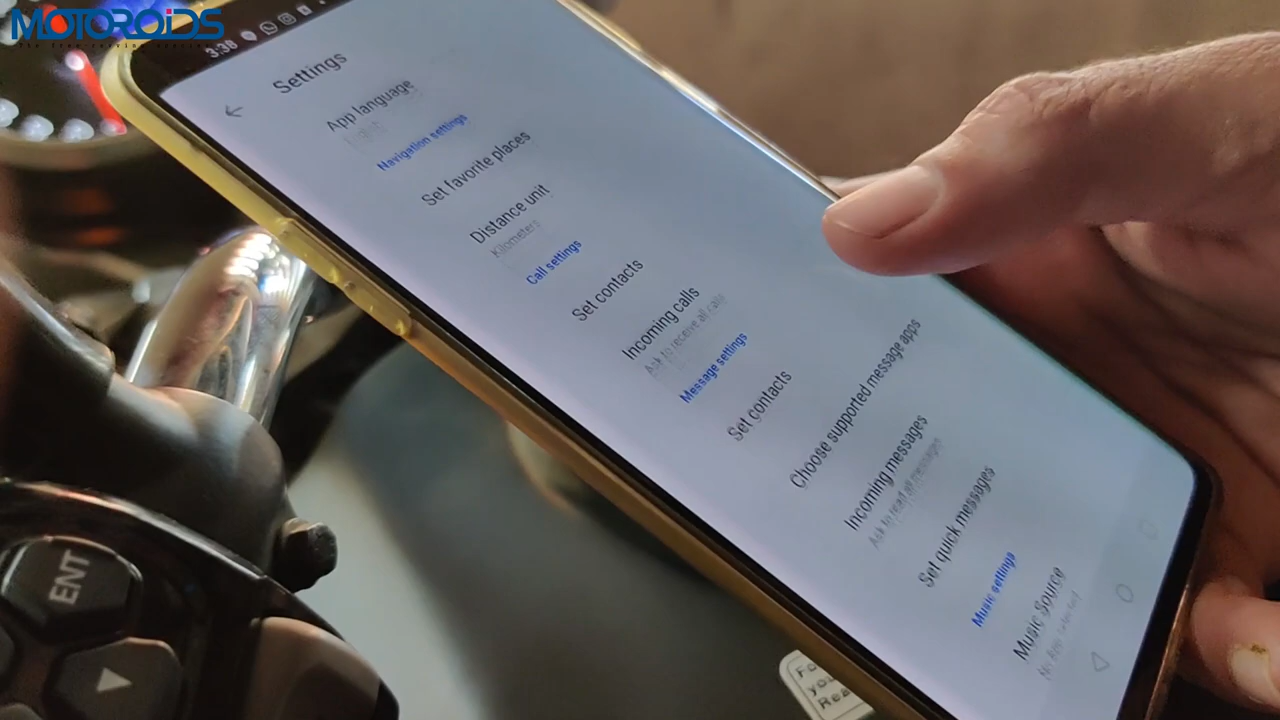 MOTOROIDS
3:38
Settings
App language
English
Navigation settings
Set favorite places
Distance unit
Kilometers
Call settings
Set contacts
Incoming calls
Ask to receive all calls
Message settings
Set contacts
Choose supported message apps
Incoming messages
Ask to read all messages
Set quick messages
Music settings
Music Source
ENT